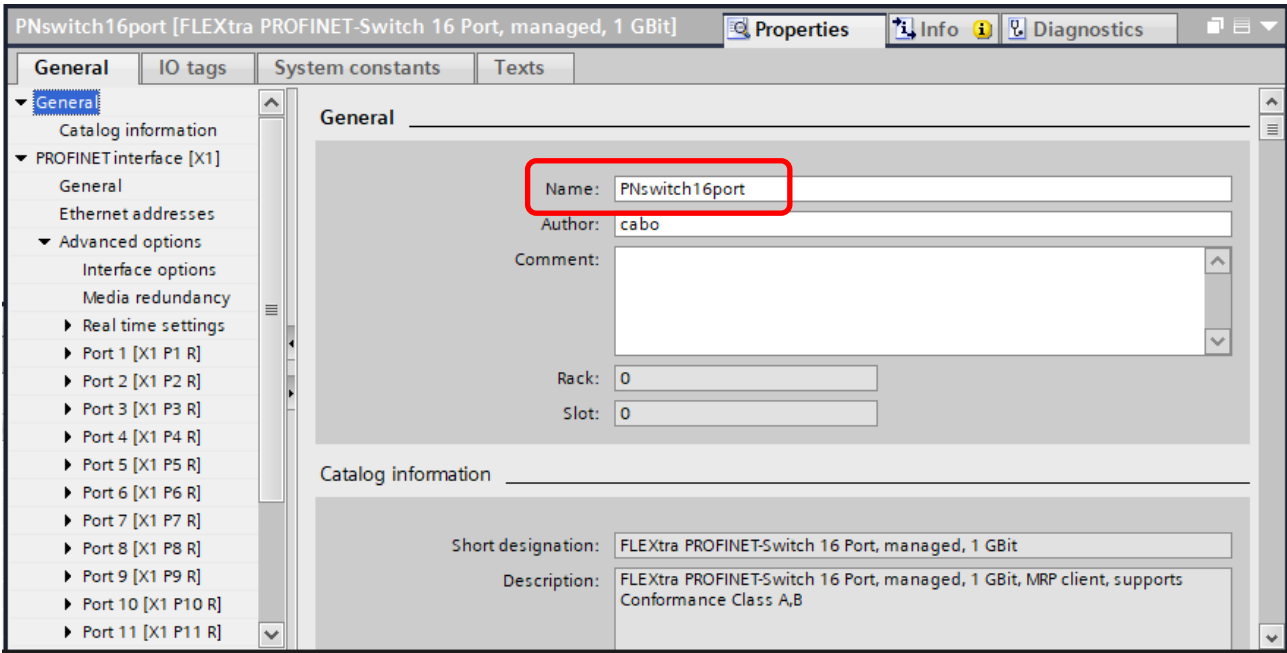 PNswitch16port [FLEXtra PROFINET-Switch 16 Port, managed, 1 GBit]
Properties
Info
Diagnostics
General
IO tags
System constants
Texts
General
Catalog information
PROFINET interface [X1]
General
Ethernet addresses
Advanced options
Interface options
Media redundancy
Real time settings
Port 1 [X1 P1 R]
Port 2 [X1 P2 R]
Port 3 [X1 P3 R]
Port 4 [X1 P4 R]
Port 5 [X1 P5 R]
Port 6 [X1 P6 R]
Port 7 [X1 P7 R]
Port 8 [X1 P8 R]
Port 9 [X1 P9 R]
Port 10 [X1 P10 R]
Port 11 [X1 P11 R]
General
Name: PNswitch16port
Author: cabo
Comment:
Rack: 0
Slot: 0
Catalog information
Short designation: FLEXtra PROFINET-Switch 16 Port, managed, 1 GBit
Description: FLEXtra PROFINET-Switch 16 Port, managed, 1 GBit, MRP client, supports
Conformance Class A,B